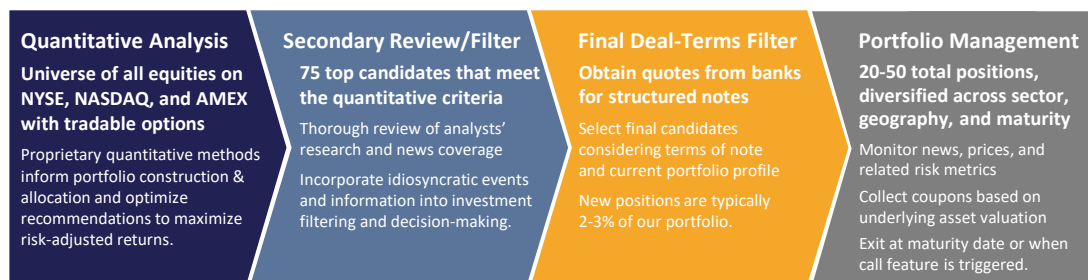 Quantitative Analysis
Universe of all equities on
NYSE, NASDAQ, and AMEX
with tradable options
Proprietary quantitative methods
inform portfolio construction &
allocation and optimize
recommendations to maximize
risk-adjusted returns.
Secondary Review/Filter
75 top candidates that meet
the quantitative criteria
Thorough review of analysts’
research and news coverage
Incorporate idiosyncratic events
and information into investment
filtering and decision-making.
Final Deal-Terms Filter
Obtain quotes from banks
for structured notes
Select final candidates
considering terms of note
and current portfolio profile
New positions are typically
2-3% of our portfolio.
Portfolio Management
20-50 total positions,
diversified across sector,
geography, and maturity
Monitor news, prices, and
related risk metrics
Collect coupons based on
underlying asset valuation
Exit at maturity date or when
call feature is triggered.